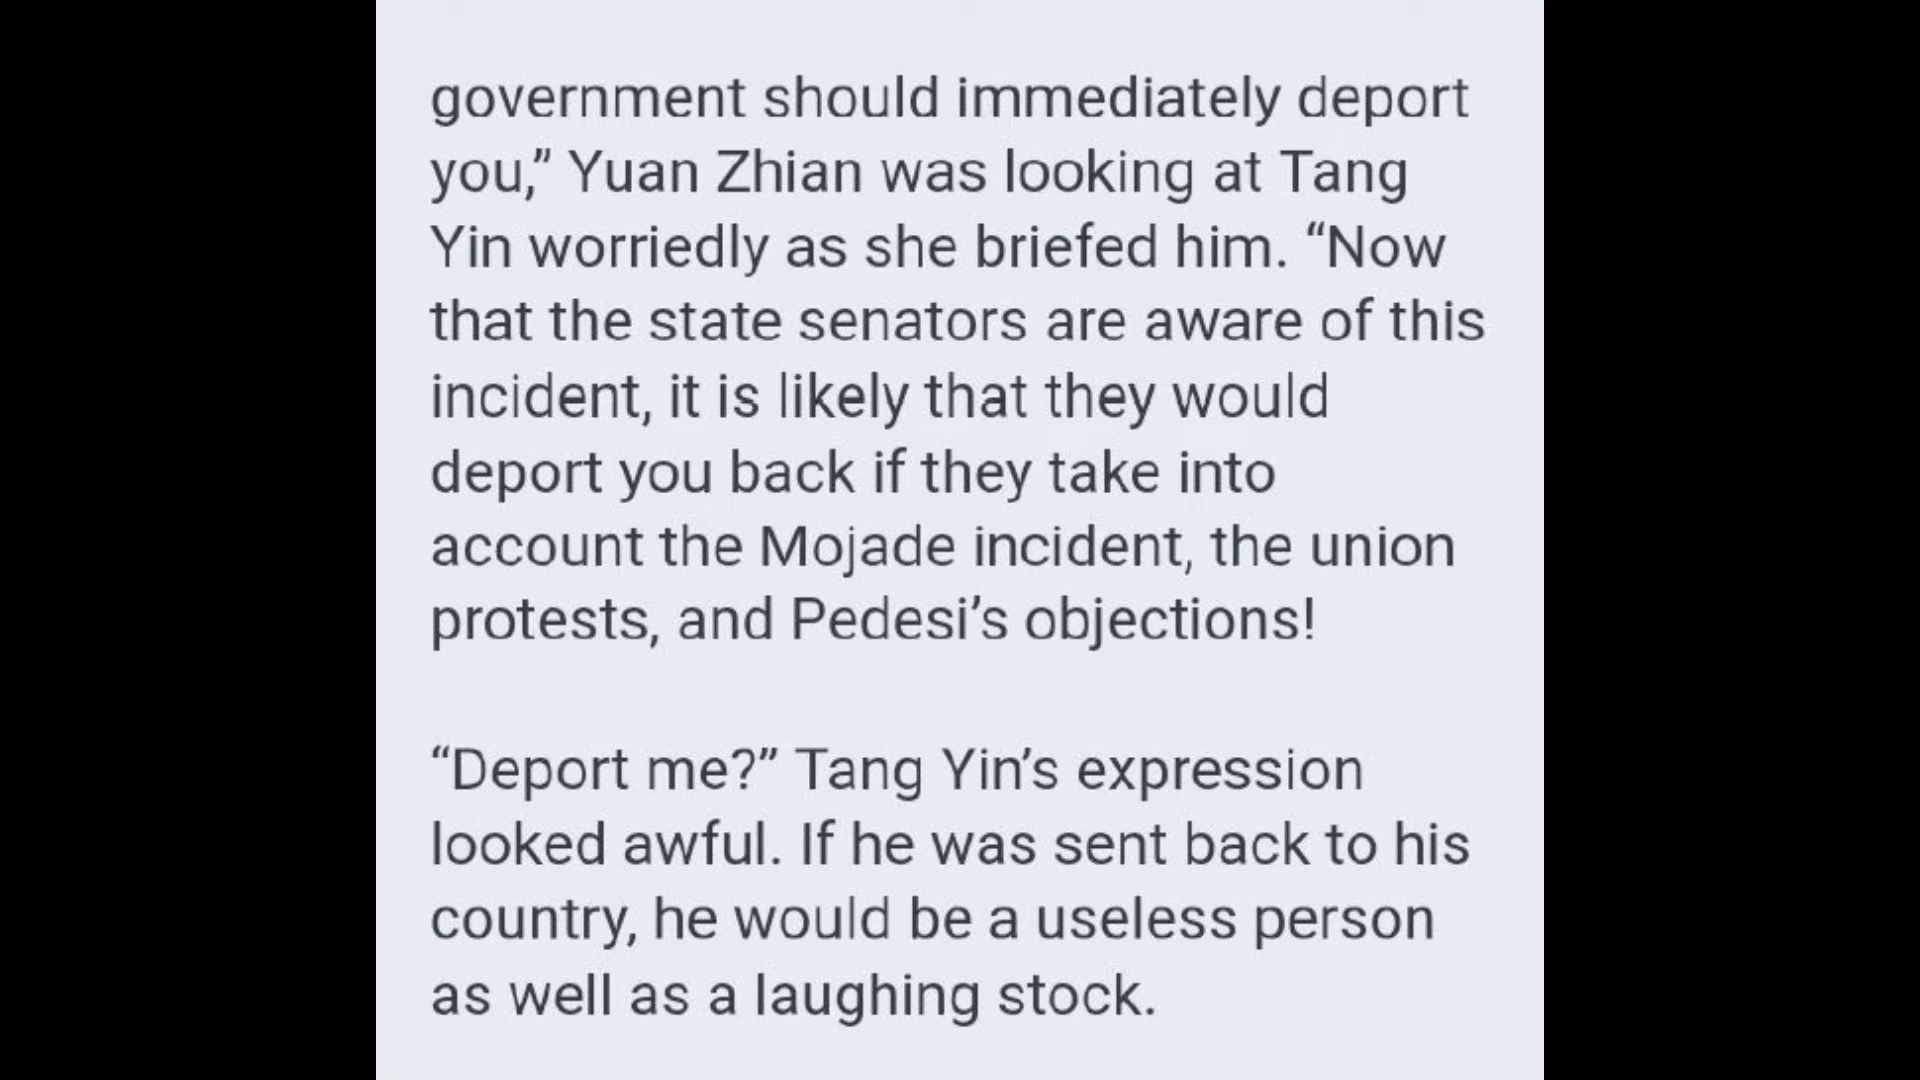 government should immediately deport
you,” Yuan Zhian was looking at Tang
Yin worriedly as she briefed him. “Now
that the state senators are aware of this
incident, it is likely that they would
deport you back if they take into
account the Mojade incident, the union
protests, and Pedesi’s objections!
“Deport me?” Tang Yin’s expression
looked awful. If he was sent back to his
country, he would be a useless person
as well as a laughing stock.